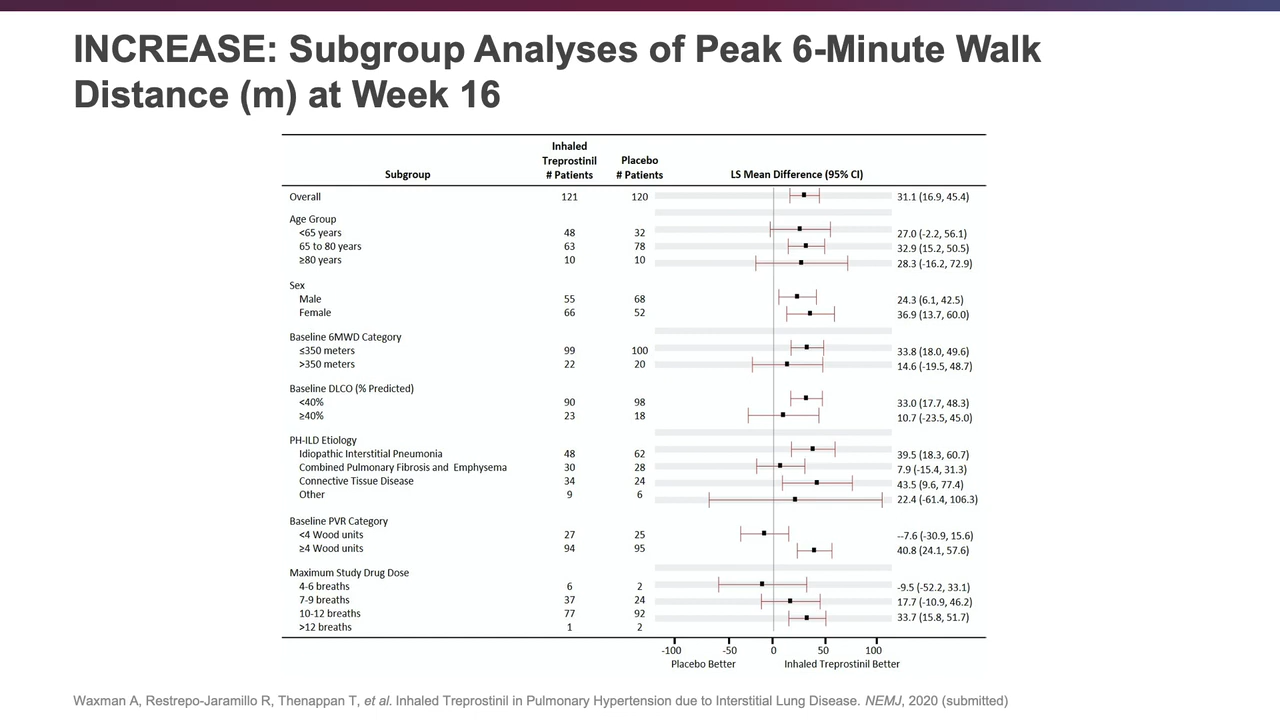 INCREASE: Subgroup Analyses of Peak 6-Minute Walk
Distance (m) at Week 16
Subgroup
Inhaled
Treprostinil
# Patients
Placebo
# Patients
LS Mean Difference (95% CI)
Overall 121 120 31.1 (16.9, 45.4)
Age Group
<65 years 48 32 27.0 (-2.2, 56.1)
65 to 80 years 63 78 32.9 (15.2, 50.5)
≥80 years 10 10 28.3 (-16.2, 72.9)
Sex
Male 55 68 24.3 (6.1, 42.5)
Female 66 52 36.9 (13.7, 60.0)
Baseline 6MWD Category
≤350 meters 99 100 33.8 (18.0, 49.6)
>350 meters 22 20 14.6 (-19.5, 48.7)
Baseline DLCO (% Predicted)
<40% 90 98 33.0 (17.7, 48.3)
≥40% 23 18 10.7 (-23.5, 45.0)
PH-ILD Etiology
Idiopathic Interstitial Pneumonia 48 62 39.5 (18.3, 60.7)
Combined Pulmonary Fibrosis and Emphysema 30 28 7.9 (-15.4, 31.3)
Connective Tissue Disease 34 24 43.5 (9.6, 77.4)
Other 9 6 22.4 (-61.4, 106.3)
Baseline PVR Category
<4 Wood units 27 25 --7.6 (-30.9, 15.6)
≥4 Wood units 94 95 40.8 (24.1, 57.6)
Maximum Study Drug Dose
4-6 breaths 6 2 -9.5 (-52.2, 33.1)
7-9 breaths 37 24 17.7 (-10.9, 46.2)
10-12 breaths 77 92 33.7 (15.8, 51.7)
>12 breaths 1 2
-100 -50 0 50 100
Placebo Better Inhaled Treprostinil Better
Waxman A, Restrepo-Jaramillo R, Thenappan T, et al. Inhaled Treprostinil in Pulmonary Hypertension due to Interstitial Lung Disease. NEMJ, 2020 (submitted)